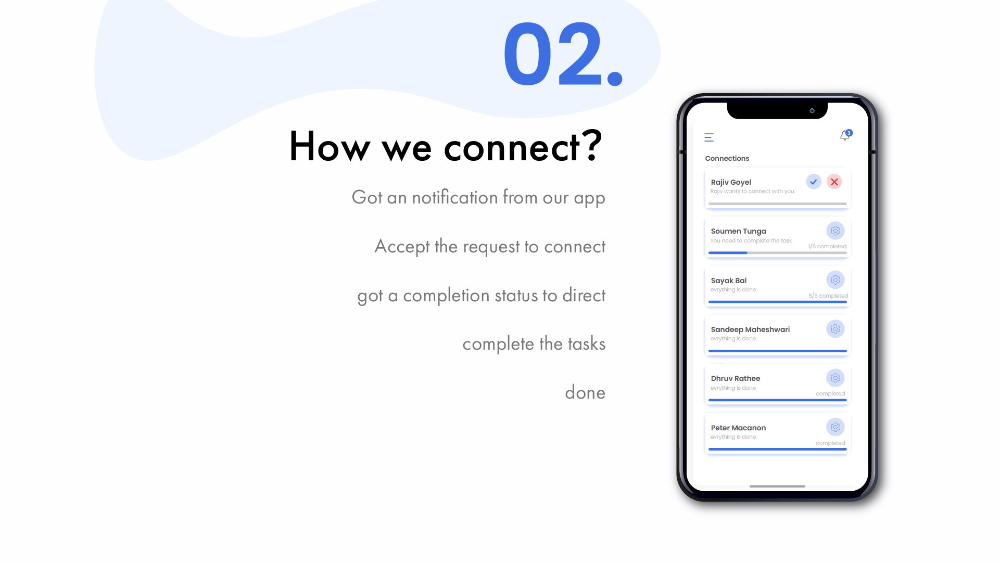 02.
How we connect?
Got an notification from our app
Accept the request to connect
got a completion status to direct
complete the tasks
done
3
Connections
Rajiv Goyel
Rajiv wants to connect with you
Soumen Tunga
You need to complete the task
1/5 completed
Sayak Bal
evrything is done
5/5 completed
Sandeep Maheshwari
evrything is done
Dhruv Rathee
evrything is done
completed
Peter Macanon
evrything is done
completed